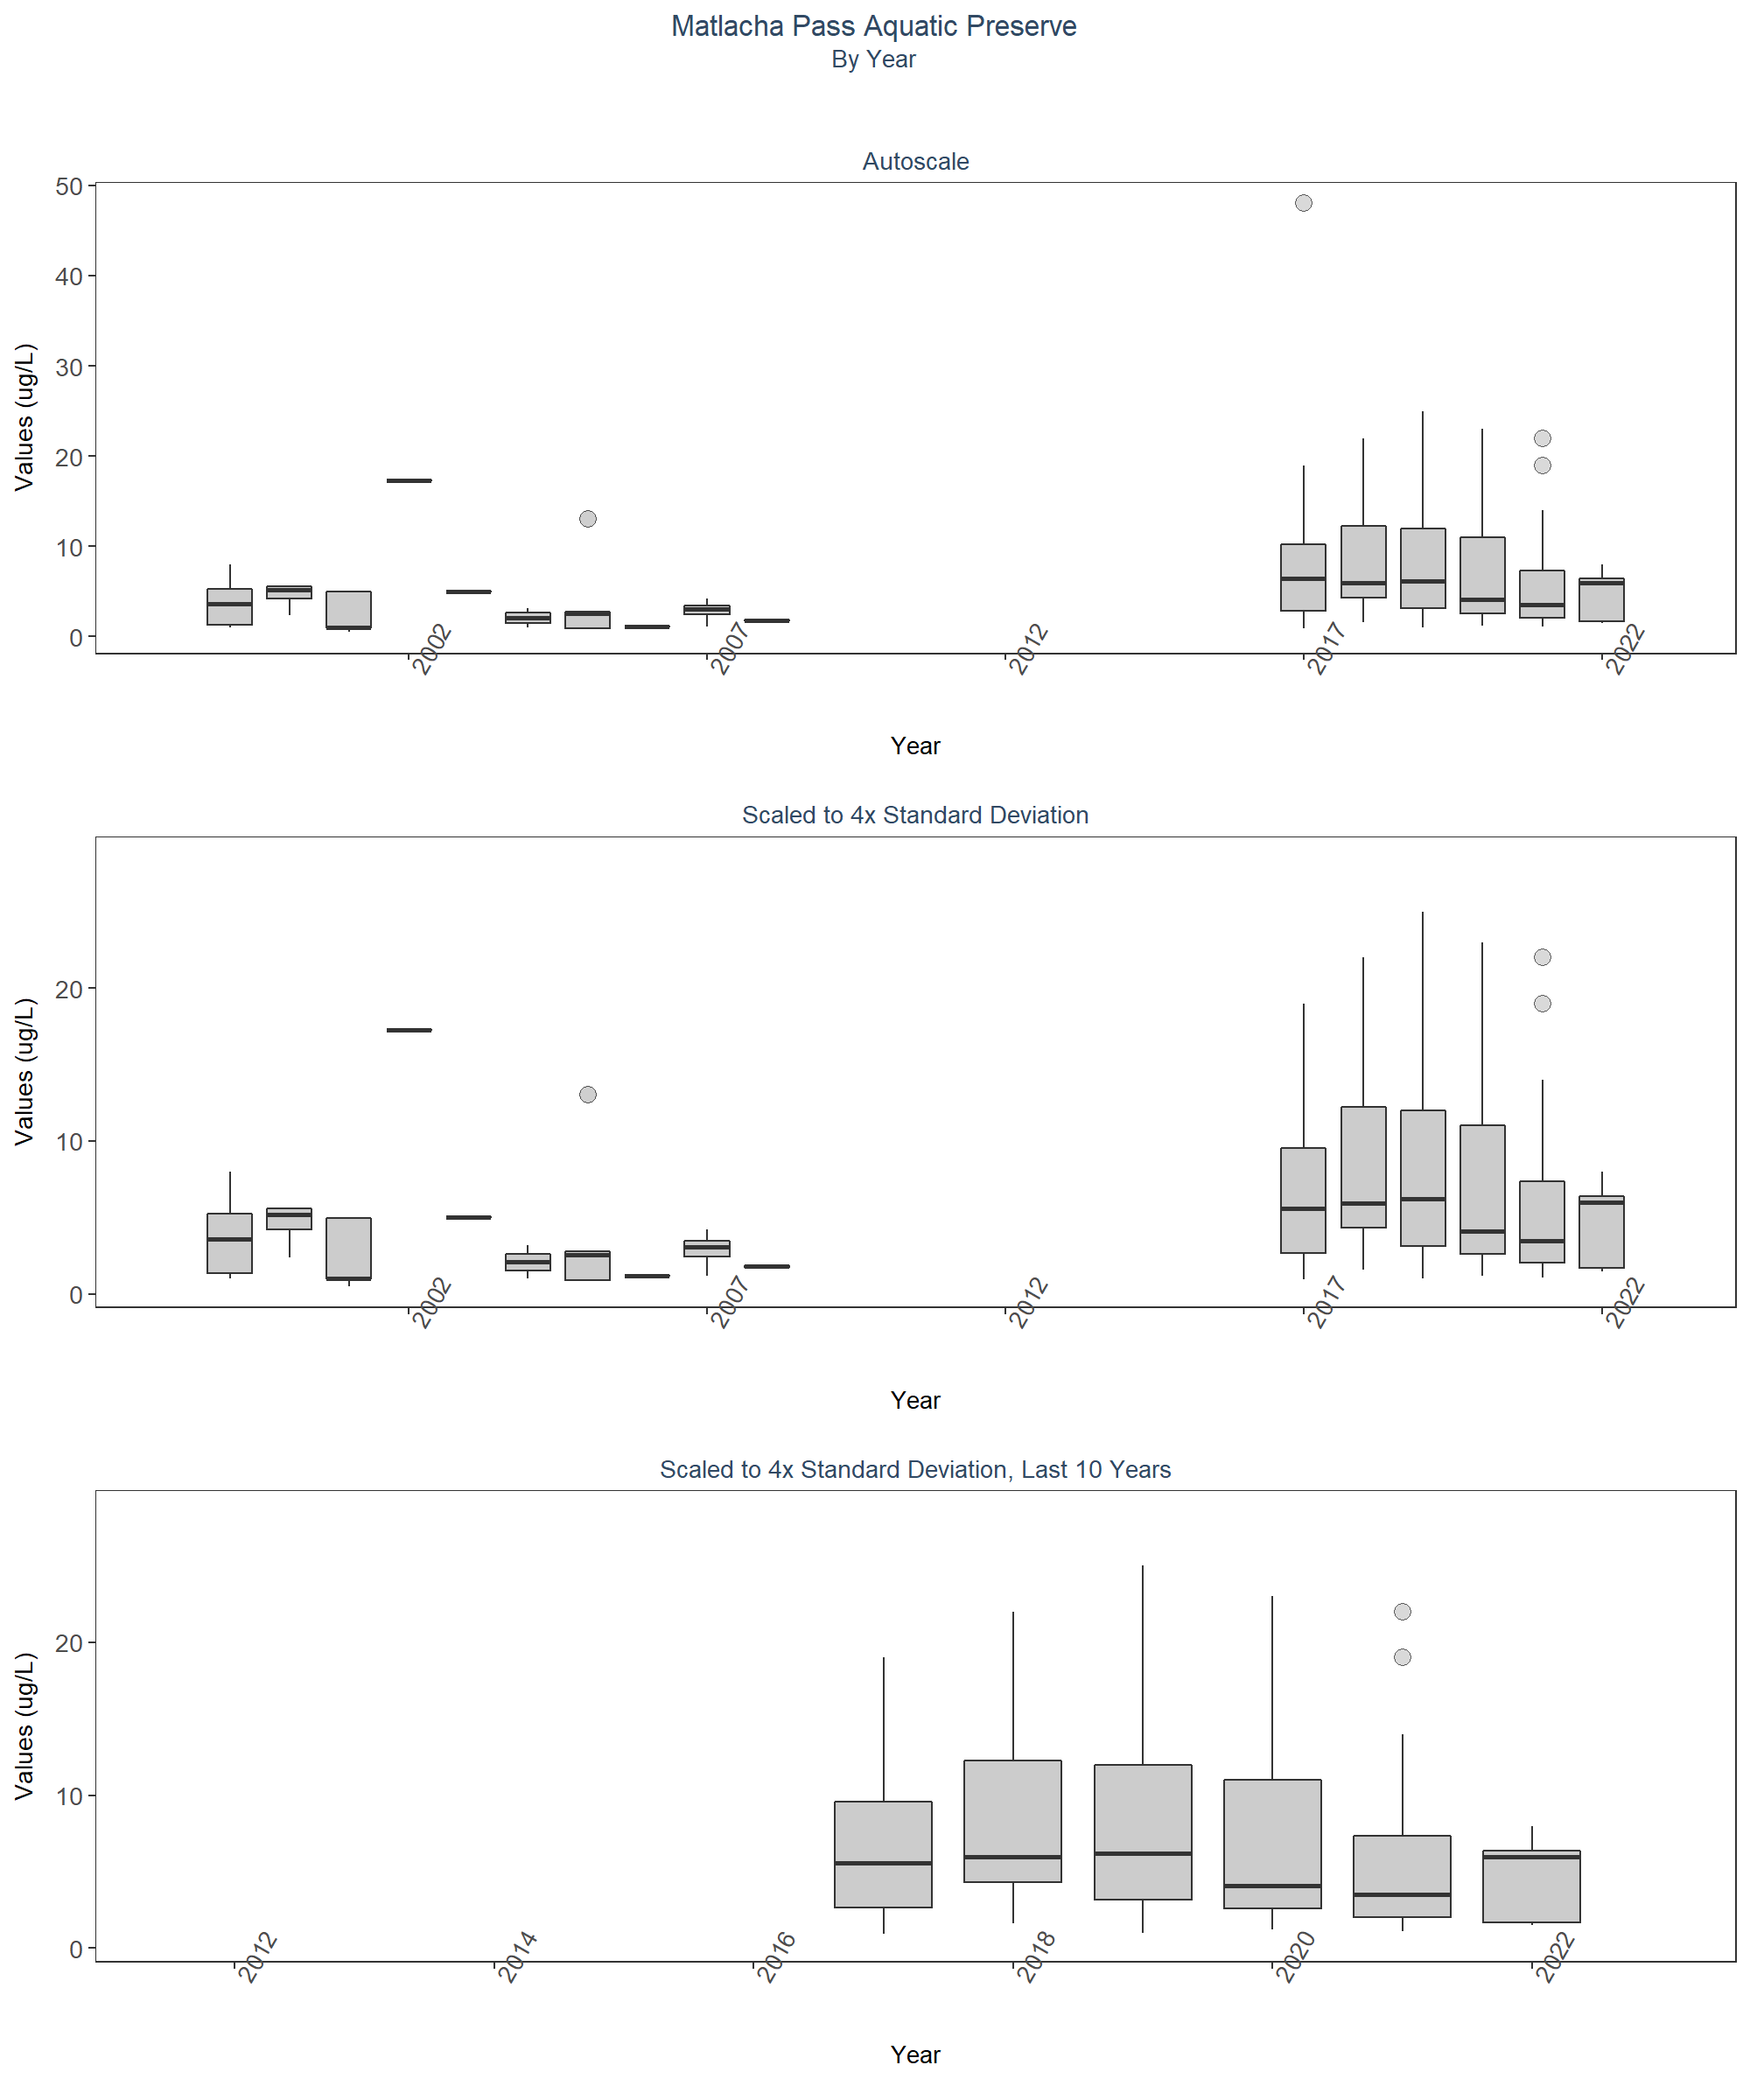 Matlacha Pass Aquatic Preserve
By Year
Autoscale
Values (ug/L)
50
40
30
20
10
0
2002 2007 2012 2017 2022
Year
Scaled to 4x Standard Deviation
Values (ug/L)
20
10
0
2002 2007 2012 2017 2022
Year
Scaled to 4x Standard Deviation, Last 10 Years
Values (ug/L)
20
10
0
2012 2014 2016 2018 2020 2022
Year